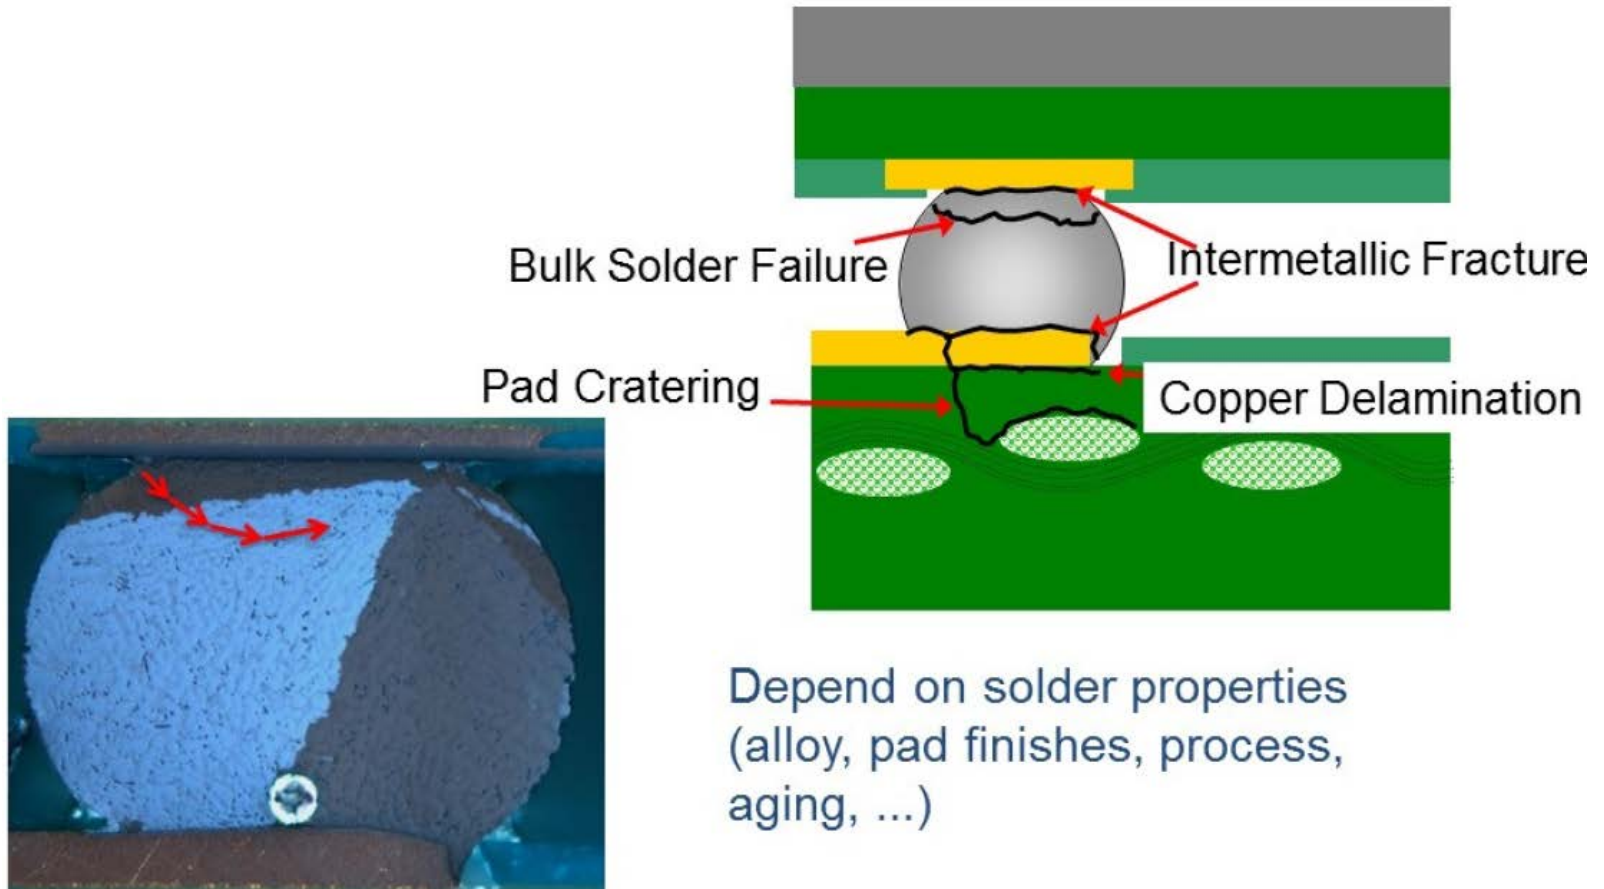 Bulk Solder Failure
Intermetallic Fracture
Pad Cratering
Copper Delamination
Depend on solder properties
(alloy, pad finishes, process,
aging, ...)